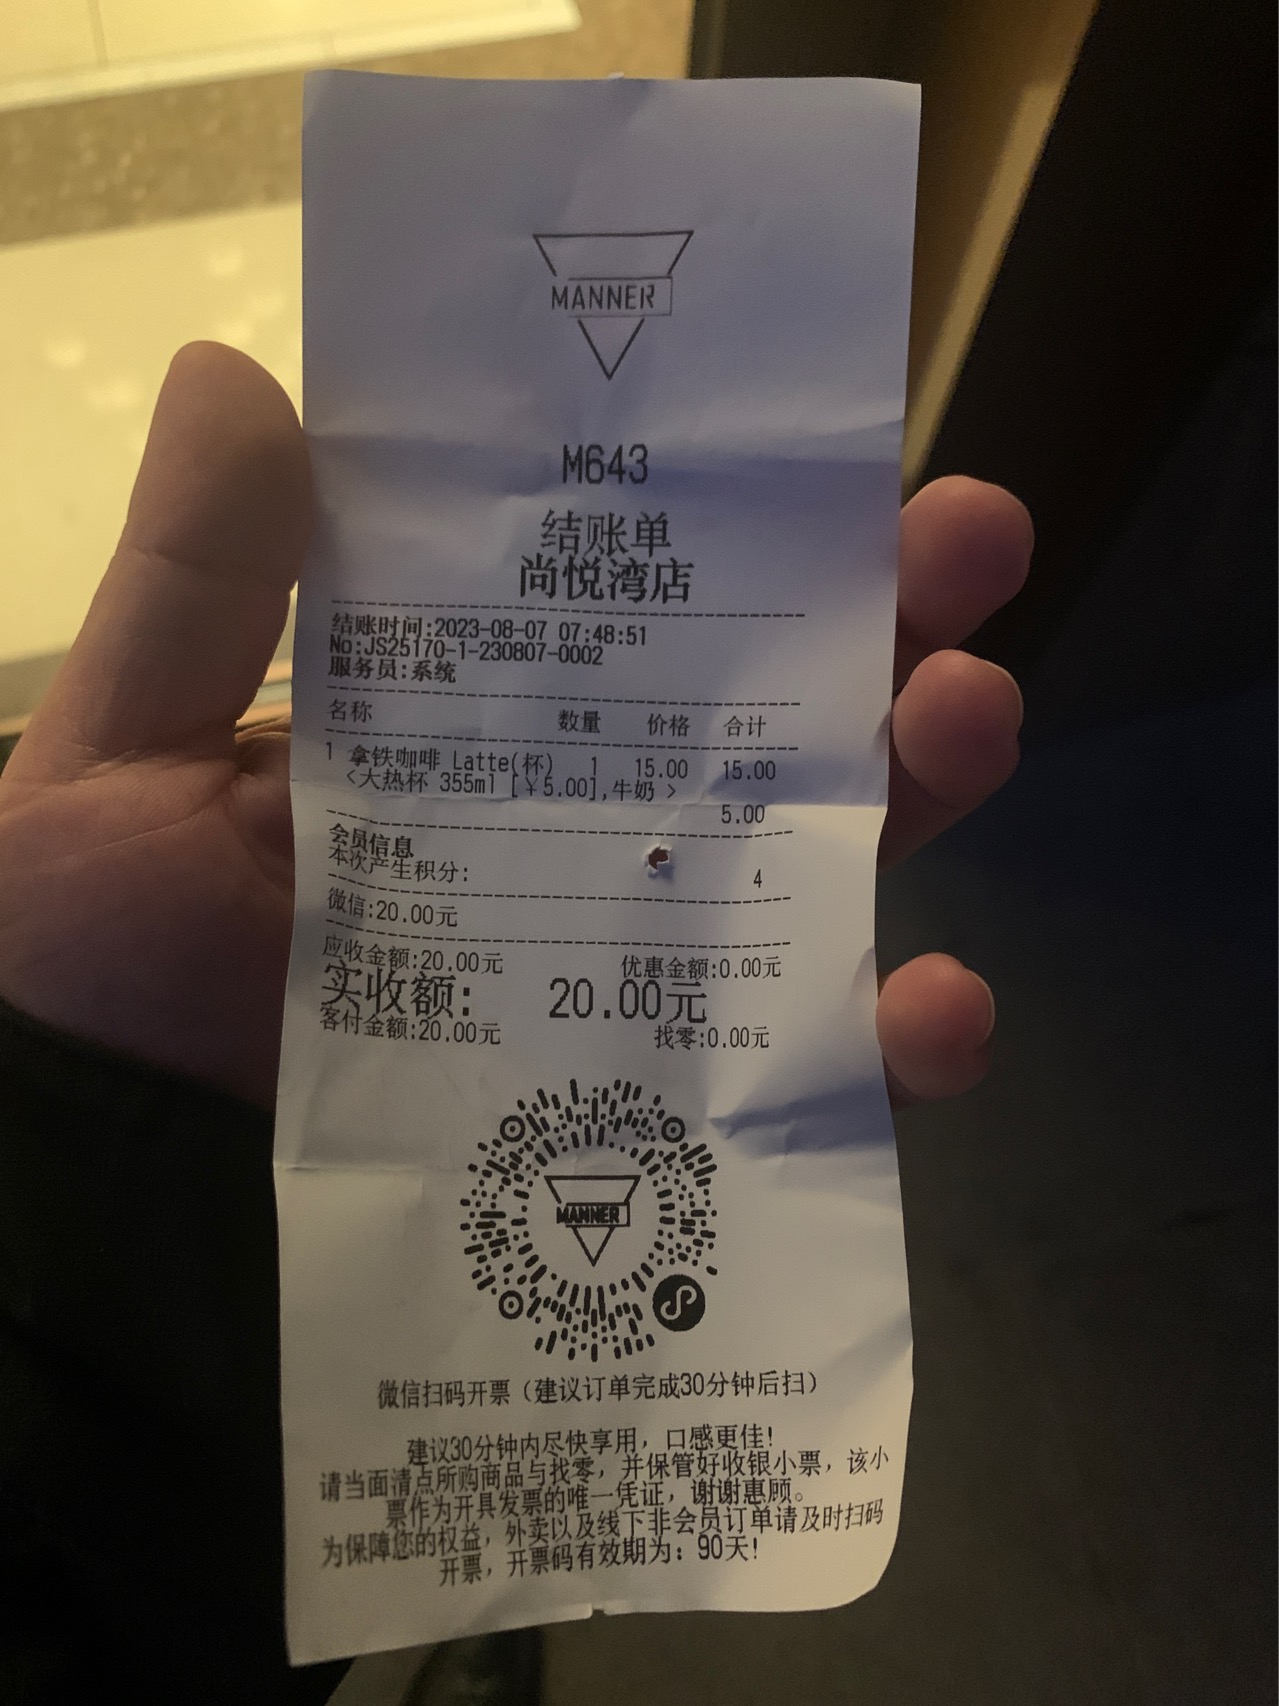 MANNER
M643
结账单
尚悦湾店
结账时间:2023-08-07 07:48:51
No:JS25170-1-230807-0002
服务员:系统
名称 数量 价格 合计
1 拿铁咖啡 Latte(杯) 1 15.00 15.00
<大热杯 355ml [￥5.00],牛奶 >
5.00
会员信息
本次产生积分: 4
微信:20.00元
应收金额:20.00元 优惠金额:0.00元
实收额: 20.00元
客付金额:20.00元 找零:0.00元
MANNER
微信扫码开票（建议订单完成30分钟后扫）
建议30分钟内尽快享用，口感更佳！
请当面清点所购商品与找零，并保管好收银小票，该小
票作为开具发票的唯一凭证，谢谢惠顾。
为保障您的权益，外卖以及线下非会员订单请及时扫码
开票，开票码有效期为：90天！